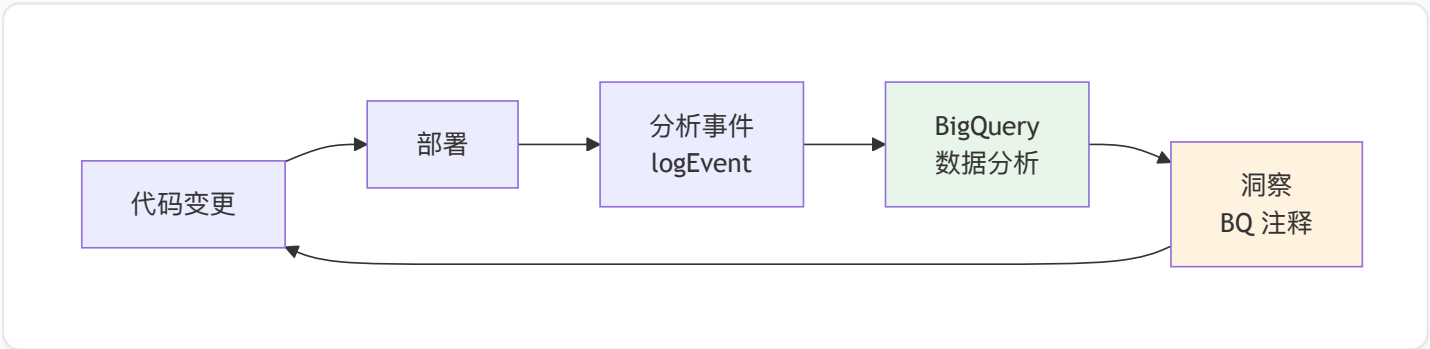 代码变更
部署
分析事件
logEvent
BigQuery
数据分析
洞察
BQ 注释